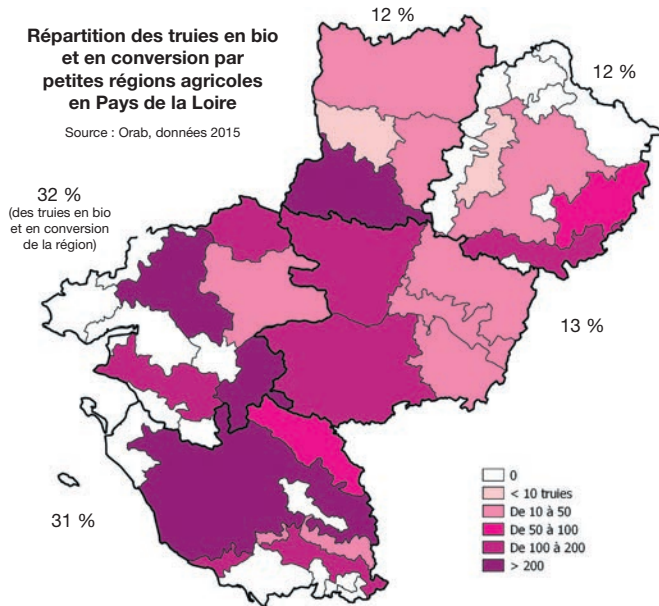 Répartition des truies en bio
et en conversion par
petites régions agricoles
en Pays de la Loire
Source : Orab, données 2015
12 %
12 %
32 %
(des truies en bio
et en conversion
de la région)
13 %
31 %
0
< 10 truies
De 10 à 50
De 50 à 100
De 100 à 200
> 200